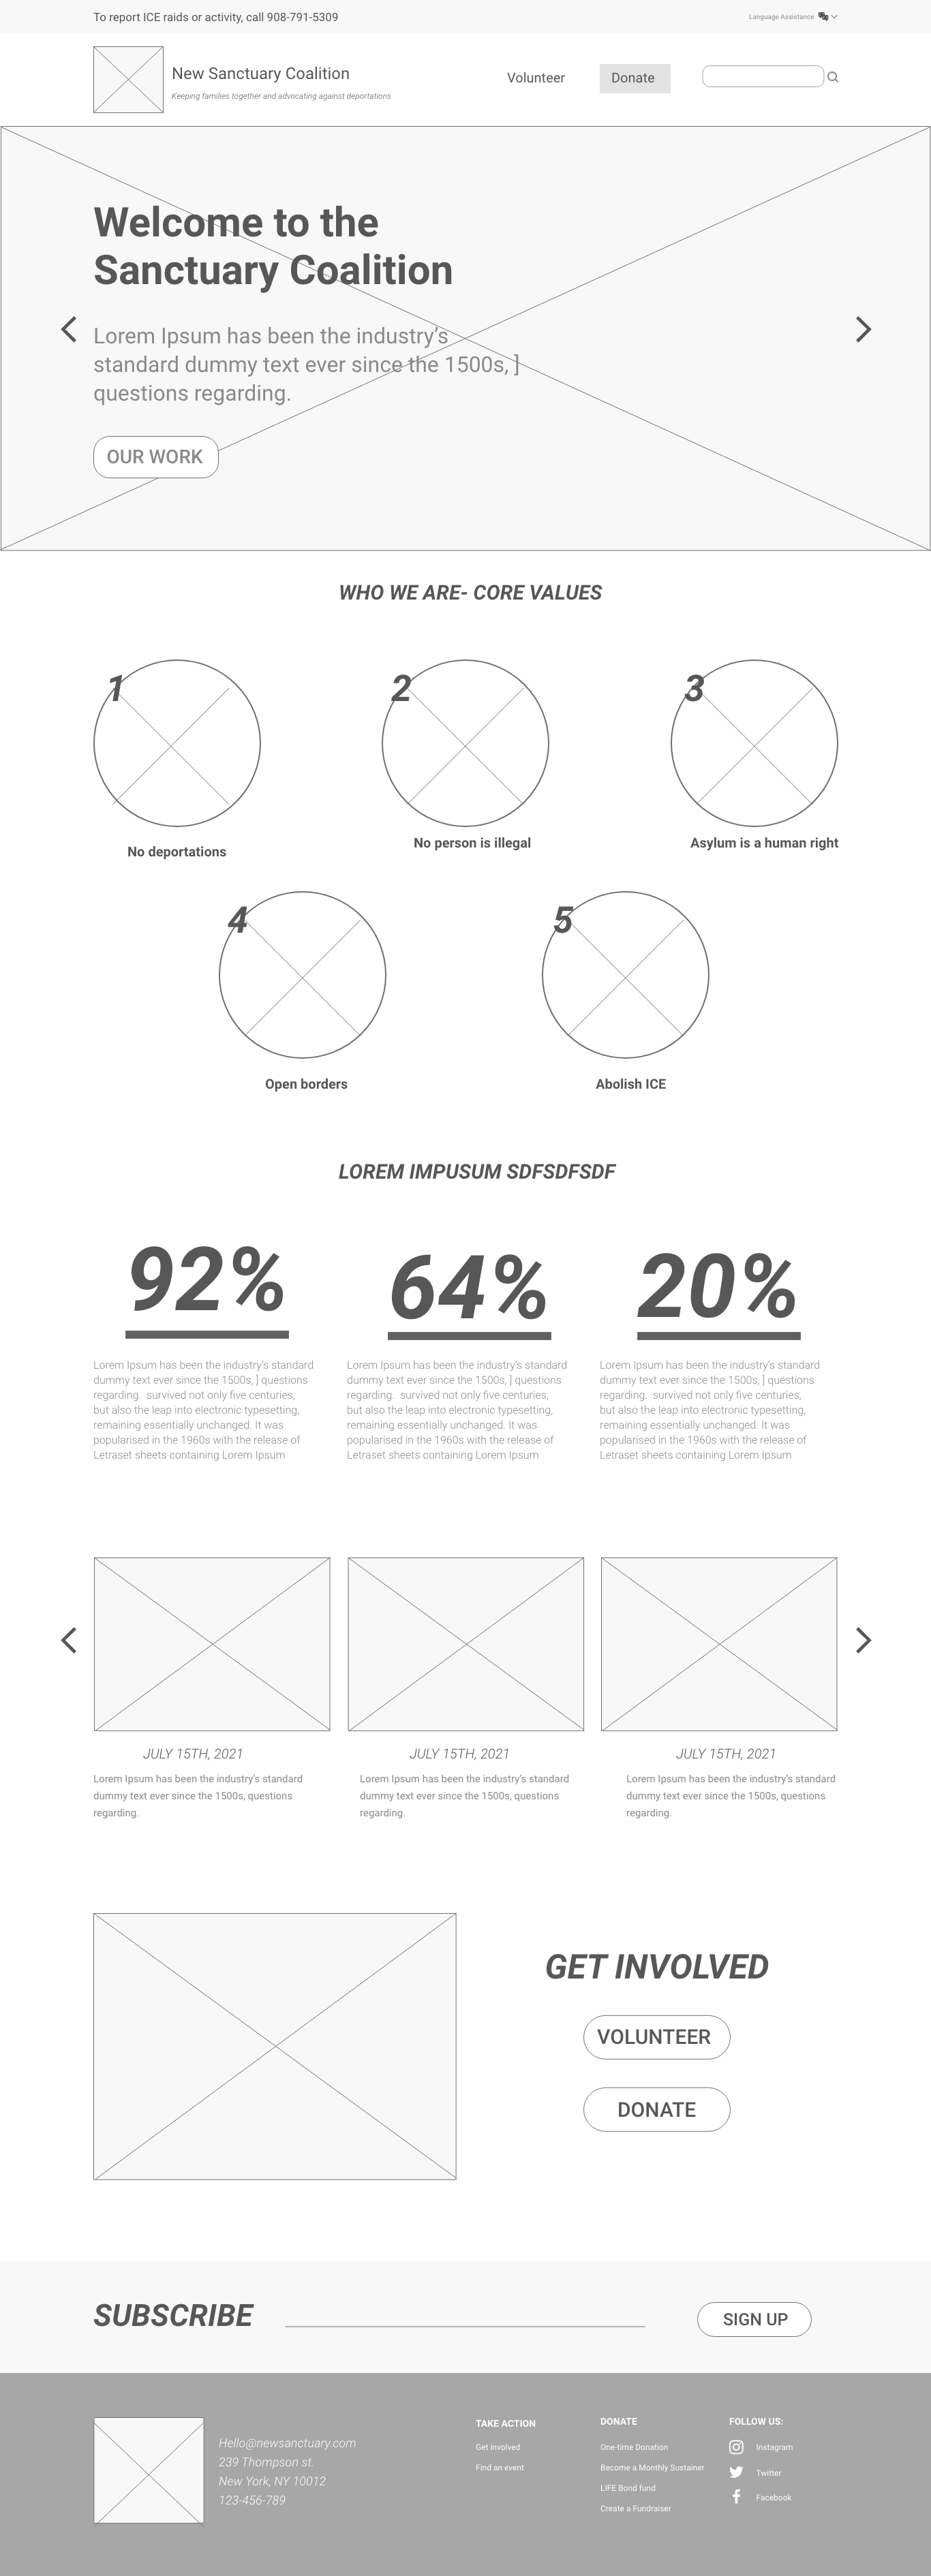 To report ICE raids or activity, call 908-791-5309
Language Assistance
New Sanctuary Coalition
Keeping families together and advocating against deportations
Volunteer
Donate
Welcome to the
Sanctuary Coalition
Lorem Ipsum has been the industry's
standard dummy text ever since the 1500s, ]
questions regarding.
OUR WORK
WHO WE ARE- CORE VALUES
1
2
3
No deportations
No person is illegal
Asylum is a human right
4
5
Open borders
Abolish ICE
LOREM IMPUSUM SDFSDFSDF
92%
64%
20%
Lorem Ipsum has been the industry's standard
dummy text ever since the 1500s, ] questions
regarding.  survived not only five centuries,
but also the leap into electronic typesetting,
remaining essentially unchanged. It was
popularised in the 1960s with the release of
Letraset sheets containing Lorem Ipsum
Lorem Ipsum has been the industry's standard
dummy text ever since the 1500s, ] questions
regarding.  survived not only five centuries,
but also the leap into electronic typesetting,
remaining essentially unchanged. It was
popularised in the 1960s with the release of
Letraset sheets containing Lorem Ipsum
Lorem Ipsum has been the industry's standard
dummy text ever since the 1500s, ] questions
regarding.  survived not only five centuries,
but also the leap into electronic typesetting,
remaining essentially unchanged. It was
popularised in the 1960s with the release of
Letraset sheets containing Lorem Ipsum
JULY 15TH, 2021
Lorem Ipsum has been the industry's standard
dummy text ever since the 1500s, questions
regarding.
JULY 15TH, 2021
Lorem Ipsum has been the industry's standard
dummy text ever since the 1500s, questions
regarding.
JULY 15TH, 2021
Lorem Ipsum has been the industry's standard
dummy text ever since the 1500s, questions
regarding.
GET INVOLVED
VOLUNTEER
DONATE
SUBSCRIBE
SIGN UP
Hello@newsanctuary.com
239 Thompson st.
New York, NY 10012
123-456-789
TAKE ACTION
Get involved
Find an event
DONATE
One-time Donation
Become a Monthly Sustainer
LIFE Bond fund
Create a Fundraiser
FOLLOW US:
Instagram
Twitter
Facebook